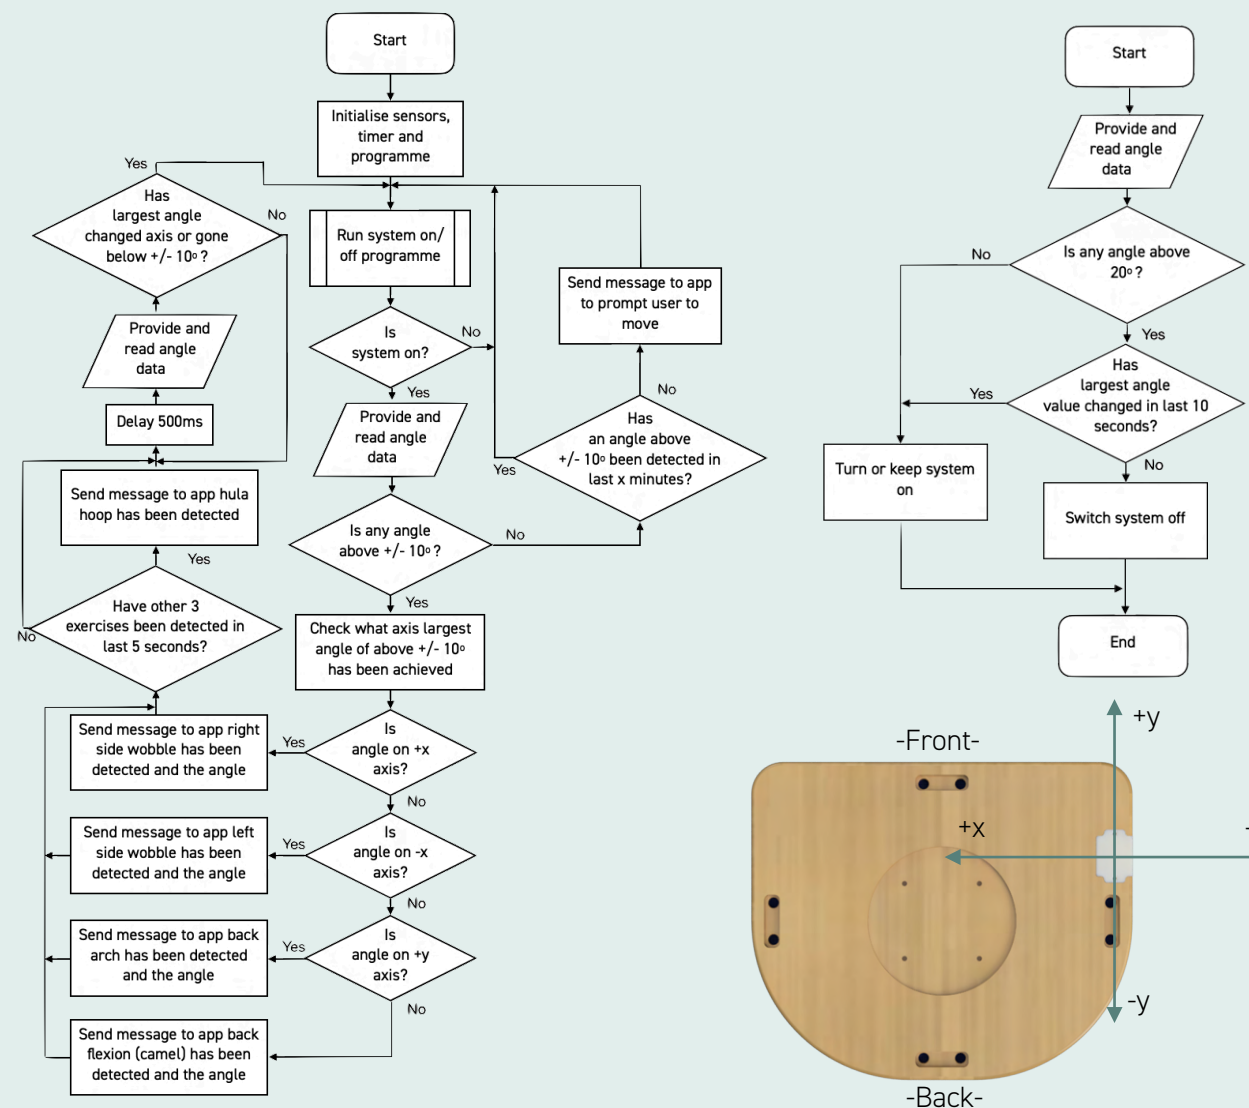 Start
Initialise sensors,
timer and
programme
Run system on/
off programme
Is
system on?
No
Yes
Provide and
read angle
data
Is any angle
above +/- 10º ?
No
Yes
Has
an angle above
+/- 10º been detected in
last x minutes?
Yes
No
Send message to app
to prompt user to
move
Check what axis largest
angle of above +/- 10º
has been achieved
Is
angle on +x
axis?
Yes
No
Send message to app right
side wobble has been
detected and the angle
Is
angle on -x
axis?
Yes
No
Send message to app left
side wobble has been
detected and the angle
Is
angle on +y
axis?
Yes
No
Send message to app back
arch has been detected
and the angle
Send message to app back
flexion (camel) has been
detected and the angle
Have other 3
exercises been detected in
last 5 seconds?
No
Yes
Send message to app hula
hoop has been detected
Delay 500ms
Provide and
read angle
data
Has
largest angle
changed axis or gone
below +/- 10º ?
Yes
No
Start
Provide and
read angle
data
Is any angle above
20º ?
No
Yes
Has
largest angle
value changed in last 10
seconds?
Yes
No
Turn or keep system
on
Switch system off
End
-Front-
+y
+x
-
-y
-Back-